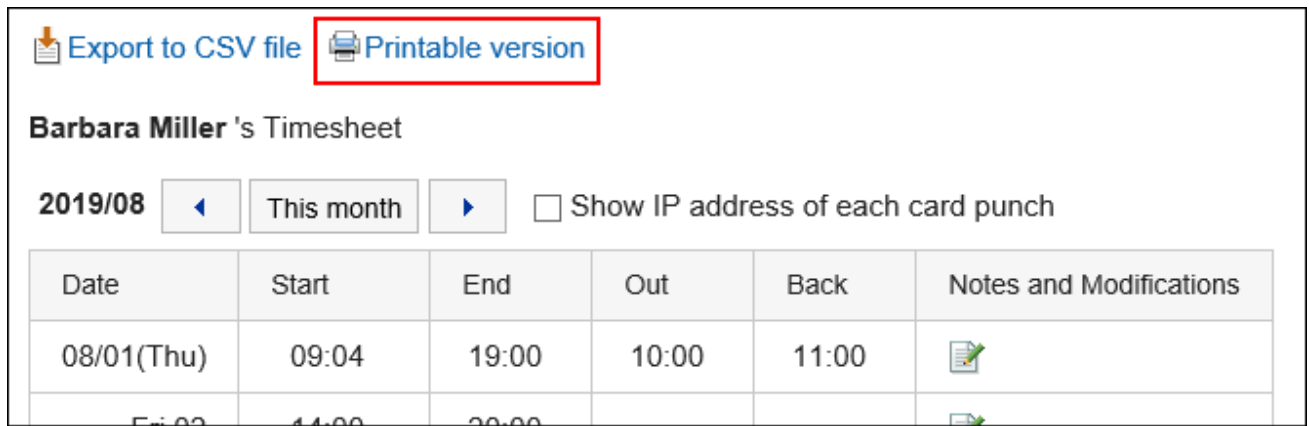 Export to CSV file Printable version
Barbara Miller 's Timesheet
2019/08 This month Show IP address of each card punch
Date Start End Out Back Notes and Modifications
08/01(Thu) 09:04 19:00 10:00 11:00